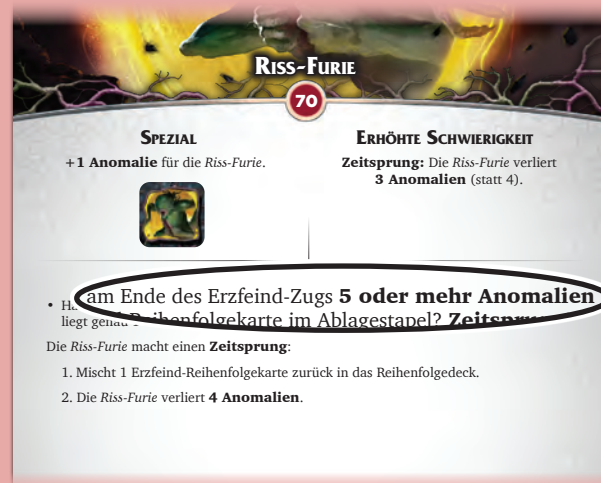 RISS-FURIE
70
SPEZIAL
+1 Anomalie für die Riss-Furie.
ERHÖHTE SCHWIERIGKEIT
Zeitsprung: Die Riss-Furie verliert
3 Anomalien (statt 4).
am Ende des Erzfeind-Zugs 5 oder mehr Anomalien
liegt Reihenfolgekarte im Ablagestapel?
Die Riss-Furie macht einen Zeitsprung:
1. Mischt 1 Erzfeind-Reihenfolgekarte zurück in das Reihenfolgedeck.
2. Die Riss-Furie verliert 4 Anomalien.